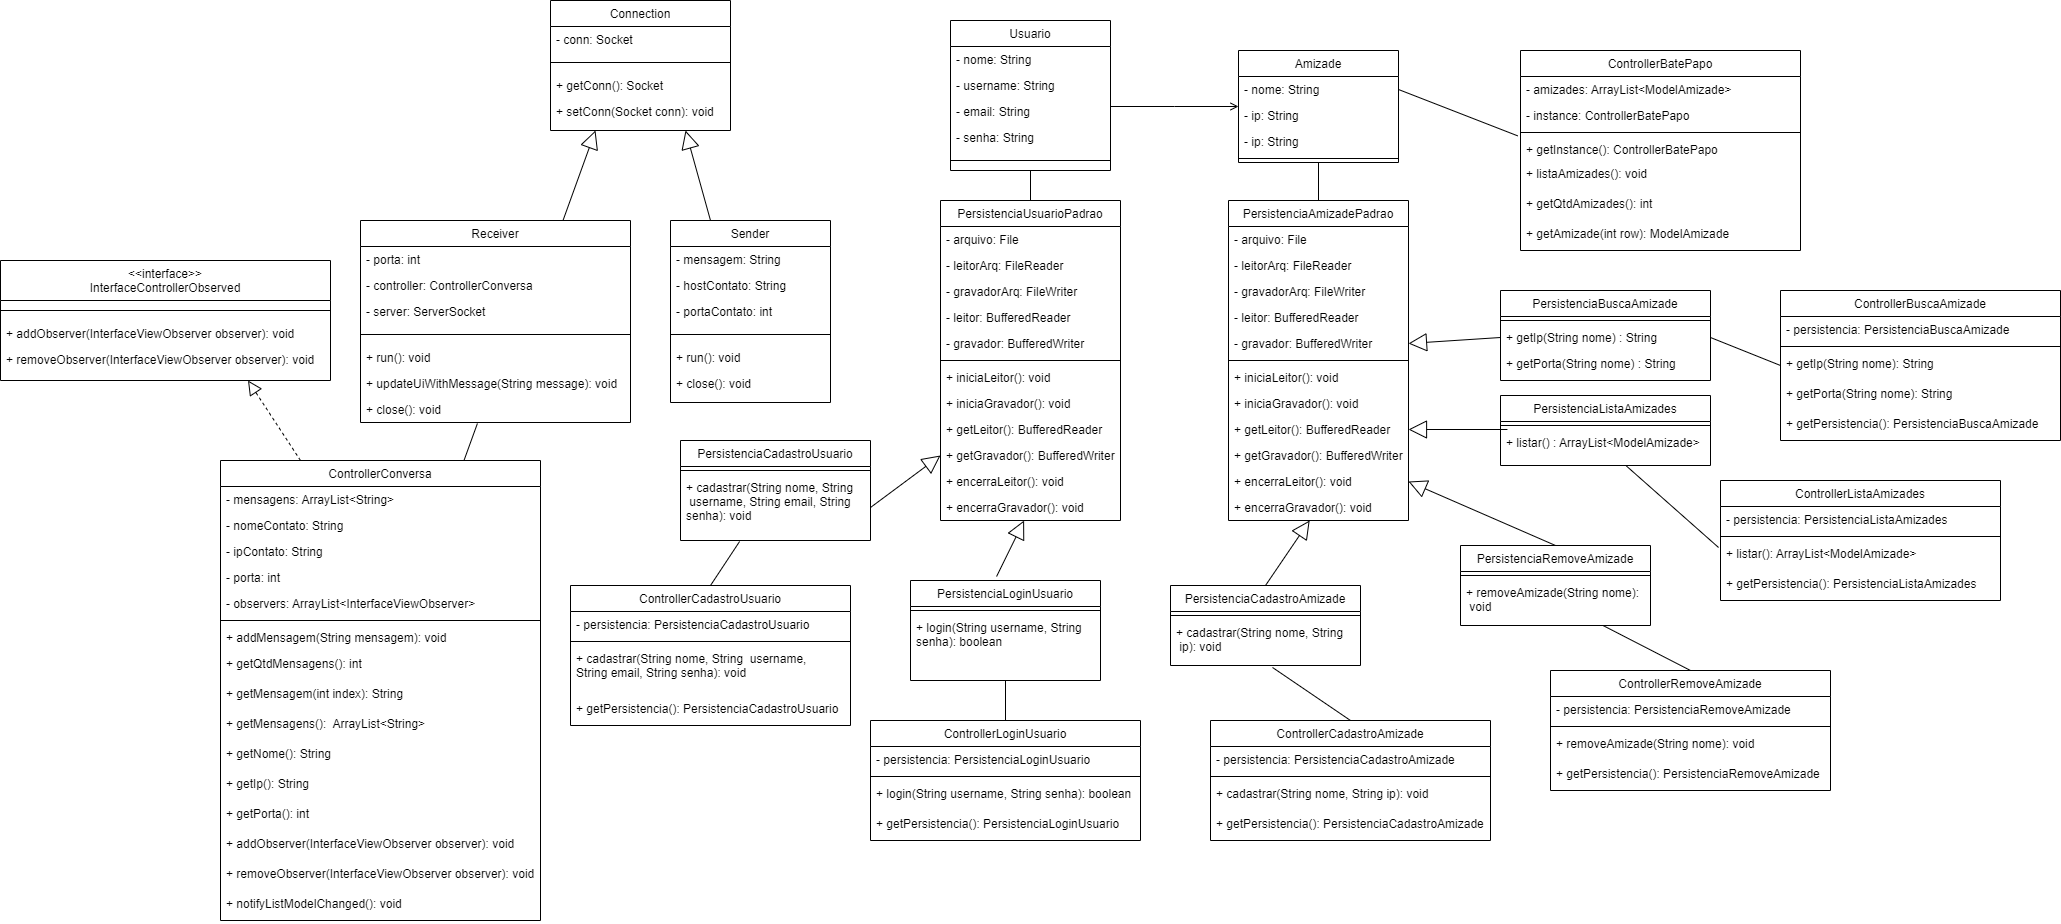 Connection
- conn: Socket
+ getConn(): Socket
+ setConn(Socket conn): void
Usuario
- nome: String
- username: String
- email: String
- senha: String
Amizade
- nome: String
- ip: String
- ip: String
ControllerBatePapo
- amizades: ArrayList<ModelAmizade>
- instance: ControllerBatePapo
+ getInstance(): ControllerBatePapo
+ listaAmizades(): void
+ getQtdAmizades(): int
+ getAmizade(int row): ModelAmizade
<<interface>>
InterfaceControllerObserved
+ addObserver(InterfaceViewObserver observer): void
+ removeObserver(InterfaceViewObserver observer): void
Receiver
- porta: int
- controller: ControllerConversa
- server: ServerSocket
+ run(): void
+ updateUiWithMessage(String message): void
+ close(): void
Sender
- mensagem: String
- hostContato: String
- portaContato: int
+ run(): void
+ close(): void
PersistenciaUsuarioPadrao
- arquivo: File
- leitorArq: FileReader
- gravadorArq: FileWriter
- leitor: BufferedReader
- gravador: BufferedWriter
+ iniciaLeitor(): void
+ iniciaGravador(): void
+ getLeitor(): BufferedReader
+ getGravador(): BufferedWriter
+ encerraLeitor(): void
+ encerraGravador(): void
PersistenciaAmizadePadrao
- arquivo: File
- leitorArq: FileReader
- gravadorArq: FileWriter
- leitor: BufferedReader
- gravador: BufferedWriter
+ iniciaLeitor(): void
+ iniciaGravador(): void
+ getLeitor(): BufferedReader
+ getGravador(): BufferedWriter
+ encerraLeitor(): void
+ encerraGravador(): void
PersistenciaBuscaAmizade
+ getIp(String nome) : String
+ getPorta(String nome) : String
ControllerBuscaAmizade
- persistencia: PersistenciaBuscaAmizade
+ getIp(String nome): String
+ getPorta(String nome): String
+ getPersistencia(): PersistenciaBuscaAmizade
PersistenciaListaAmizades
+ listar() : ArrayList<ModelAmizade>
ControllerListaAmizades
- persistencia: PersistenciaListaAmizades
+ listar(): ArrayList<ModelAmizade>
+ getPersistencia(): PersistenciaListaAmizades
ControllerConversa
- mensagens: ArrayList<String>
- nomeContato: String
- ipContato: String
- porta: int
- observers: ArrayList<InterfaceViewObserver>
+ addMensagem(String mensagem): void
+ getQtdMensagens(): int
+ getMensagem(int index): String
+ getMensagens(): ArrayList<String>
+ getNome(): String
+ getIp(): String
+ getPorta(): int
+ addObserver(InterfaceViewObserver observer): void
+ removeObserver(InterfaceViewObserver observer): void
+ notifyListModelChanged(): void
PersistenciaCadastroUsuario
+ cadastrar(String nome, String
username, String email, String
senha): void
ControllerCadastroUsuario
- persistencia: PersistenciaCadastroUsuario
+ cadastrar(String nome, String username,
String email, String senha): void
+ getPersistencia(): PersistenciaCadastroUsuario
PersistenciaLoginUsuario
+ login(String username, String
senha): boolean
ControllerLoginUsuario
- persistencia: PersistenciaLoginUsuario
+ login(String username, String senha): boolean
+ getPersistencia(): PersistenciaLoginUsuario
PersistenciaCadastroAmizade
+ cadastrar(String nome, String
ip): void
ControllerCadastroAmizade
- persistencia: PersistenciaCadastroAmizade
+ cadastrar(String nome, String ip): void
+ getPersistencia(): PersistenciaCadastroAmizade
PersistenciaRemoveAmizade
+ removeAmizade(String nome):
void
ControllerRemoveAmizade
- persistencia: PersistenciaRemoveAmizade
+ removeAmizade(String nome): void
+ getPersistencia(): PersistenciaRemoveAmizade